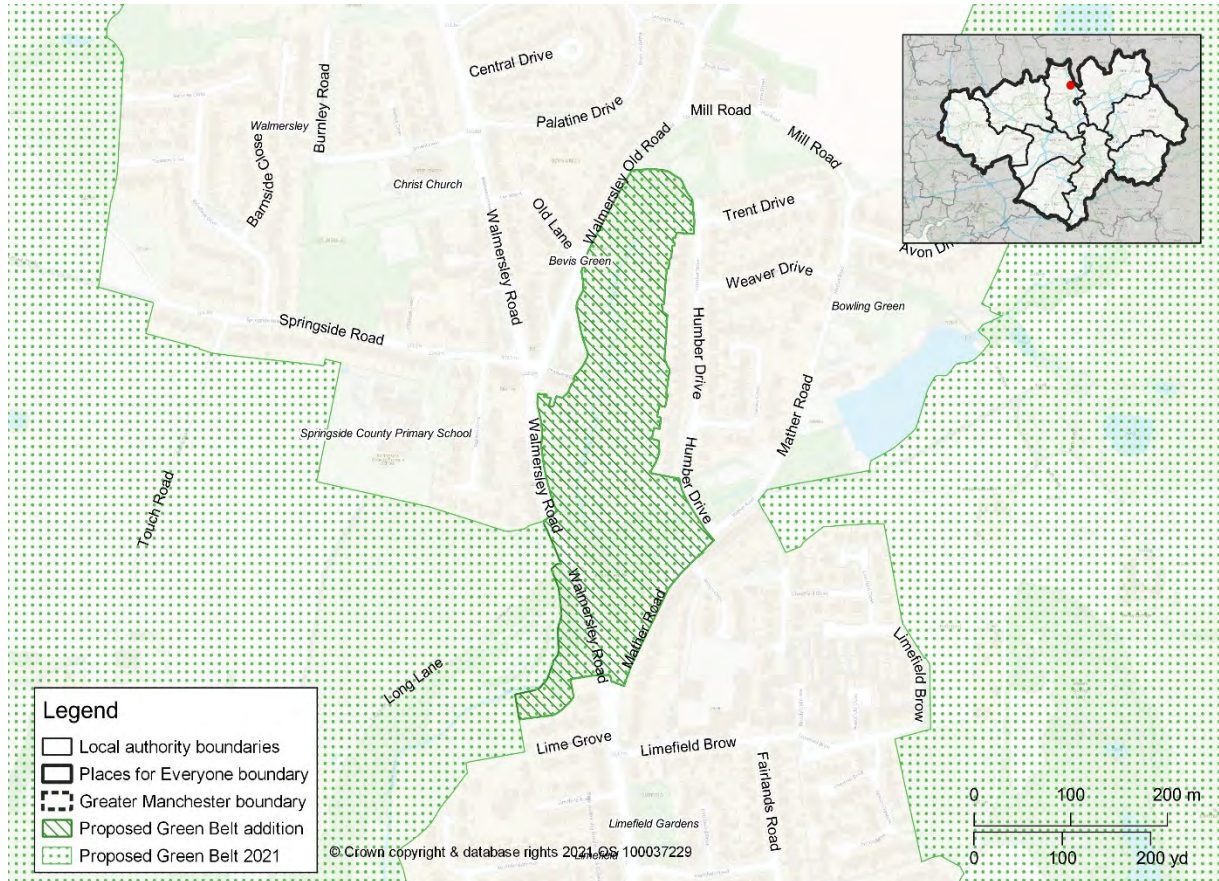 Central Drive
Burnley Road
Walmersley
Palatine Drive
Mill Road
Mill Road
Barnside Close
Christ Church
Old Lane
Walmersley Old Road
Trent Drive
Walmersley Road
Bevis Green
Weaver Drive
Bowling Green
Springside Road
Humber Drive
Mather Road
Springside County Primary School
Walmersley Road
Humber Drive
Touch Road
Walmersley Road
Mather Road
Long Lane
Limefield Brow
Lime Grove
Limefield Brow
Fairlands Road
Limefield Gardens
Limefield
Legend
Local authority boundaries
Places for Everyone boundary
Greater Manchester boundary
Proposed Green Belt addition
Proposed Green Belt 2021
© Crown copyright & database rights 2021 OS 100037229
0 100 200 m
0 100 200 yd